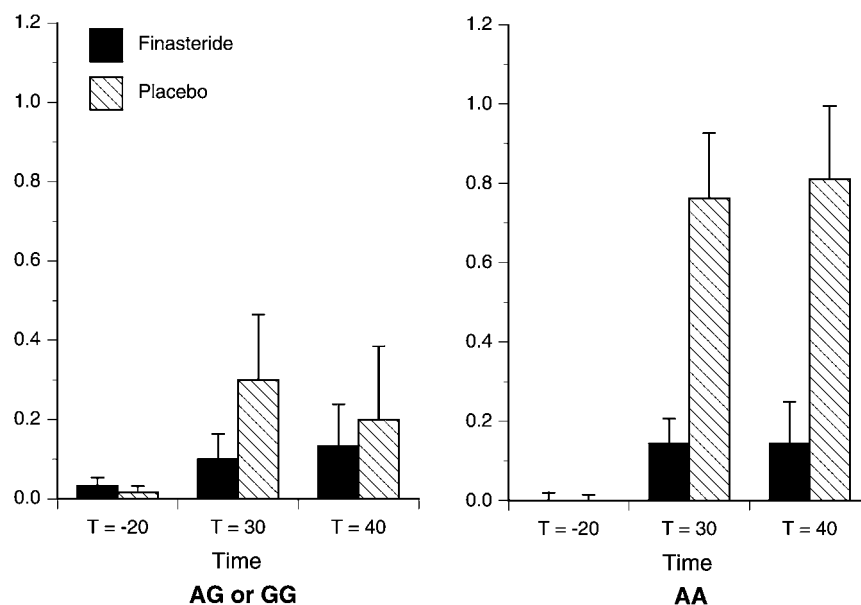 1.2
1.0
0.8
0.6
0.4
0.2
0.0
Finasteride
Placebo
T = -20
T = 30
T = 40
Time
AG or GG
1.2
1.0
0.8
0.6
0.4
0.2
0.0
T = -20
T = 30
T = 40
Time
AA